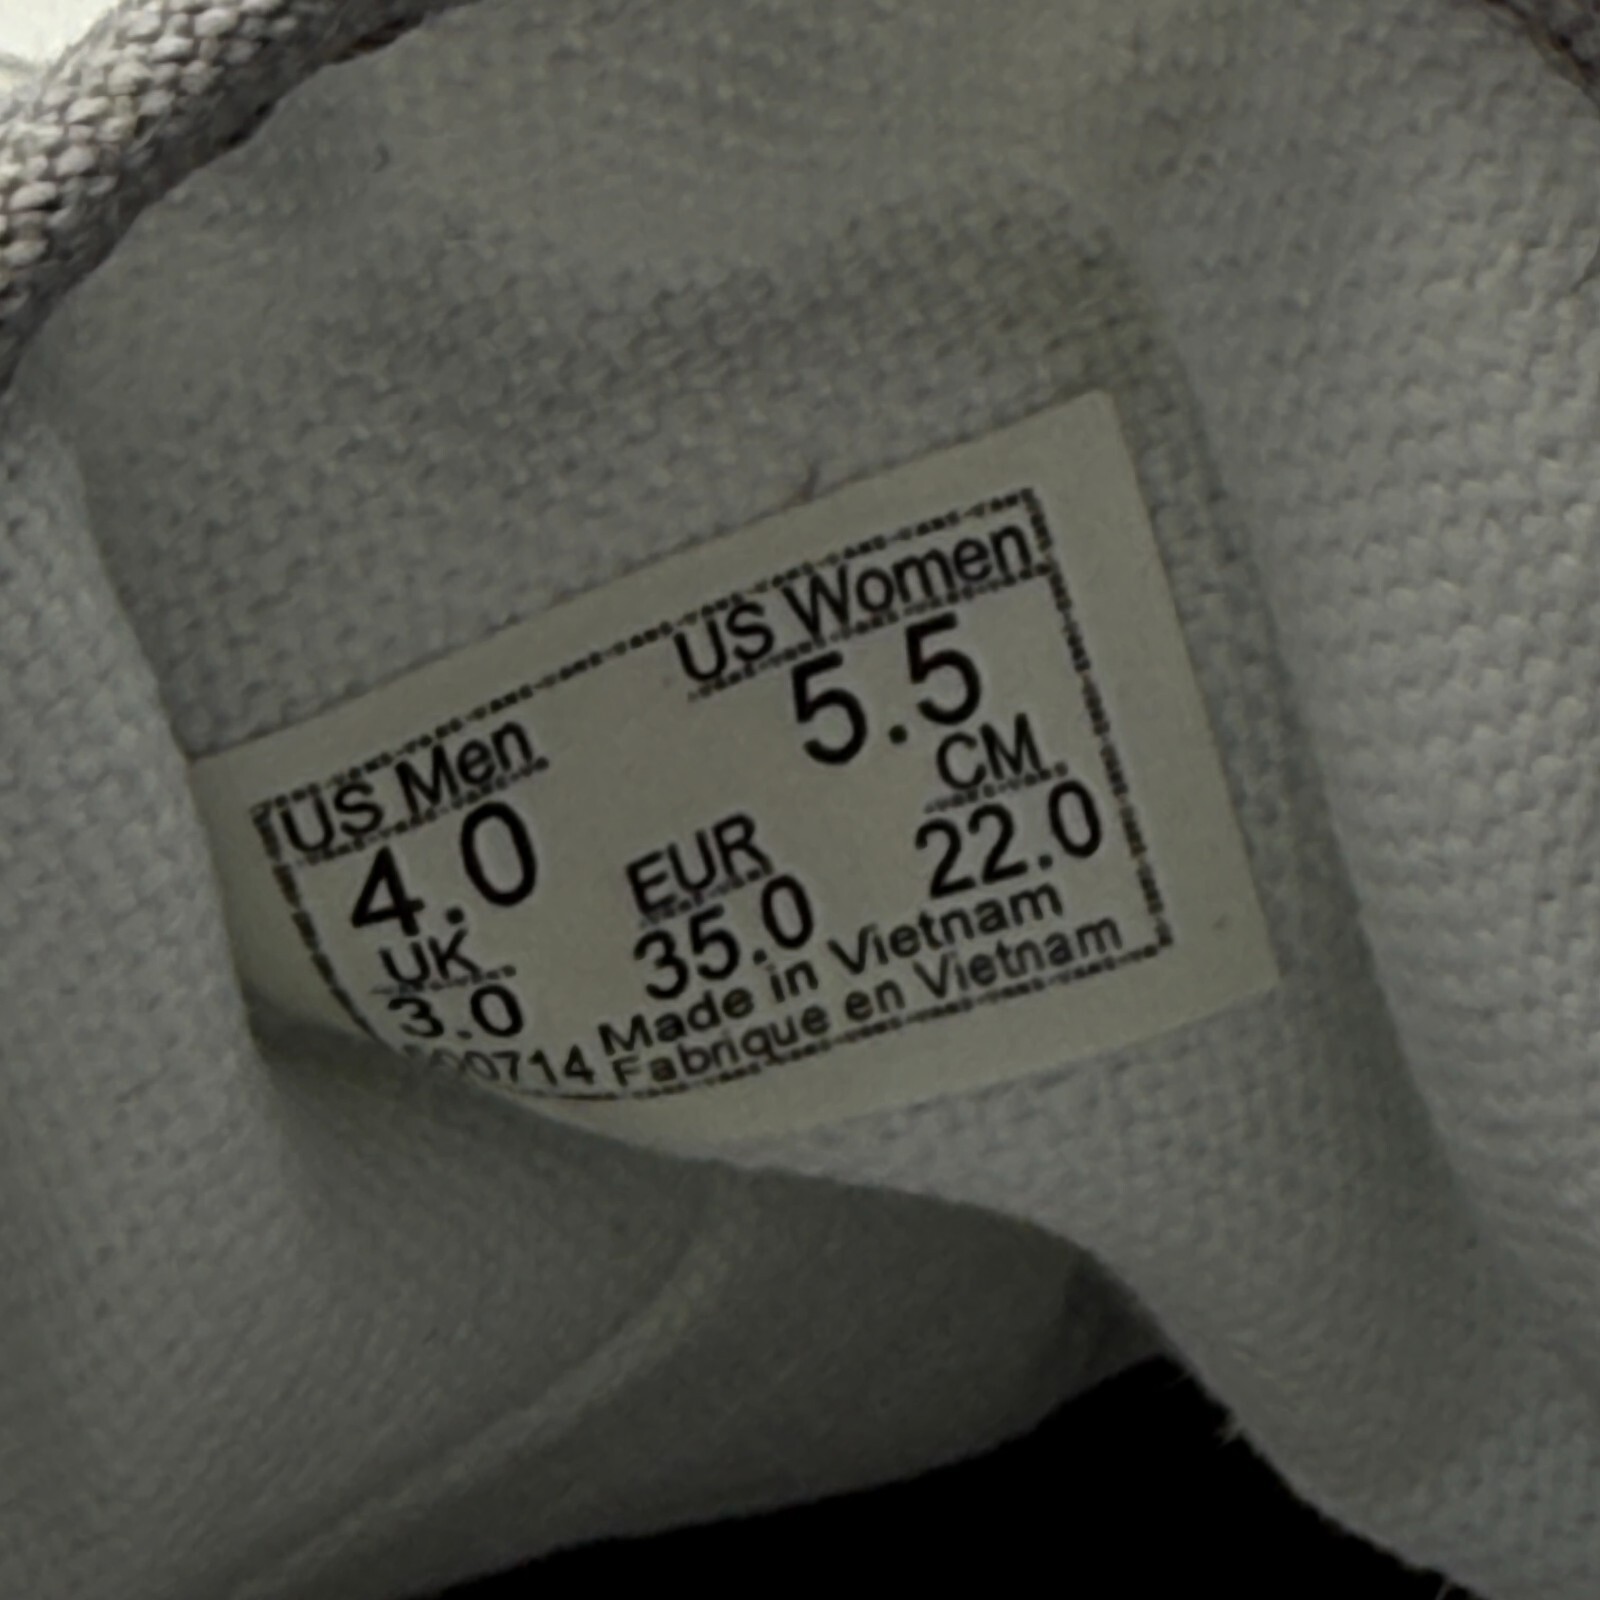 US Men US Women
4.0 5.5
UK EUR CM
3.0 35.0 22.0
Made in Vietnam
Fabrique en Vietnam